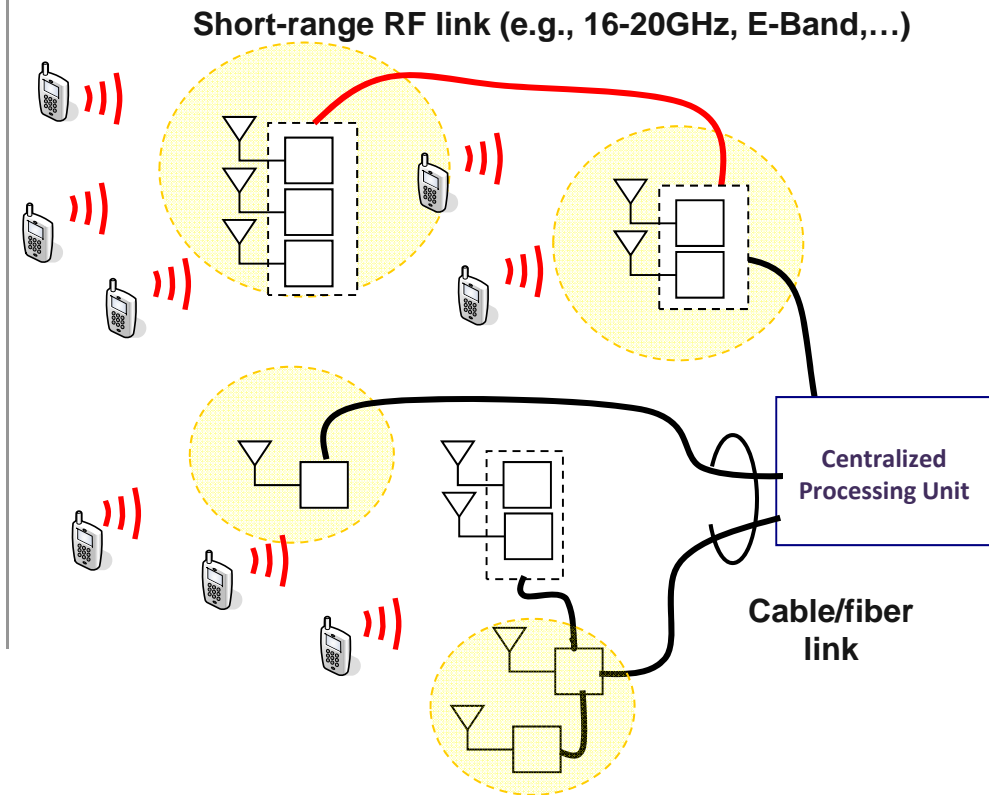 Short-range RF link (e.g., 16-20GHz, E-Band,…)
Centralized
Processing Unit
Cable/fiber
link